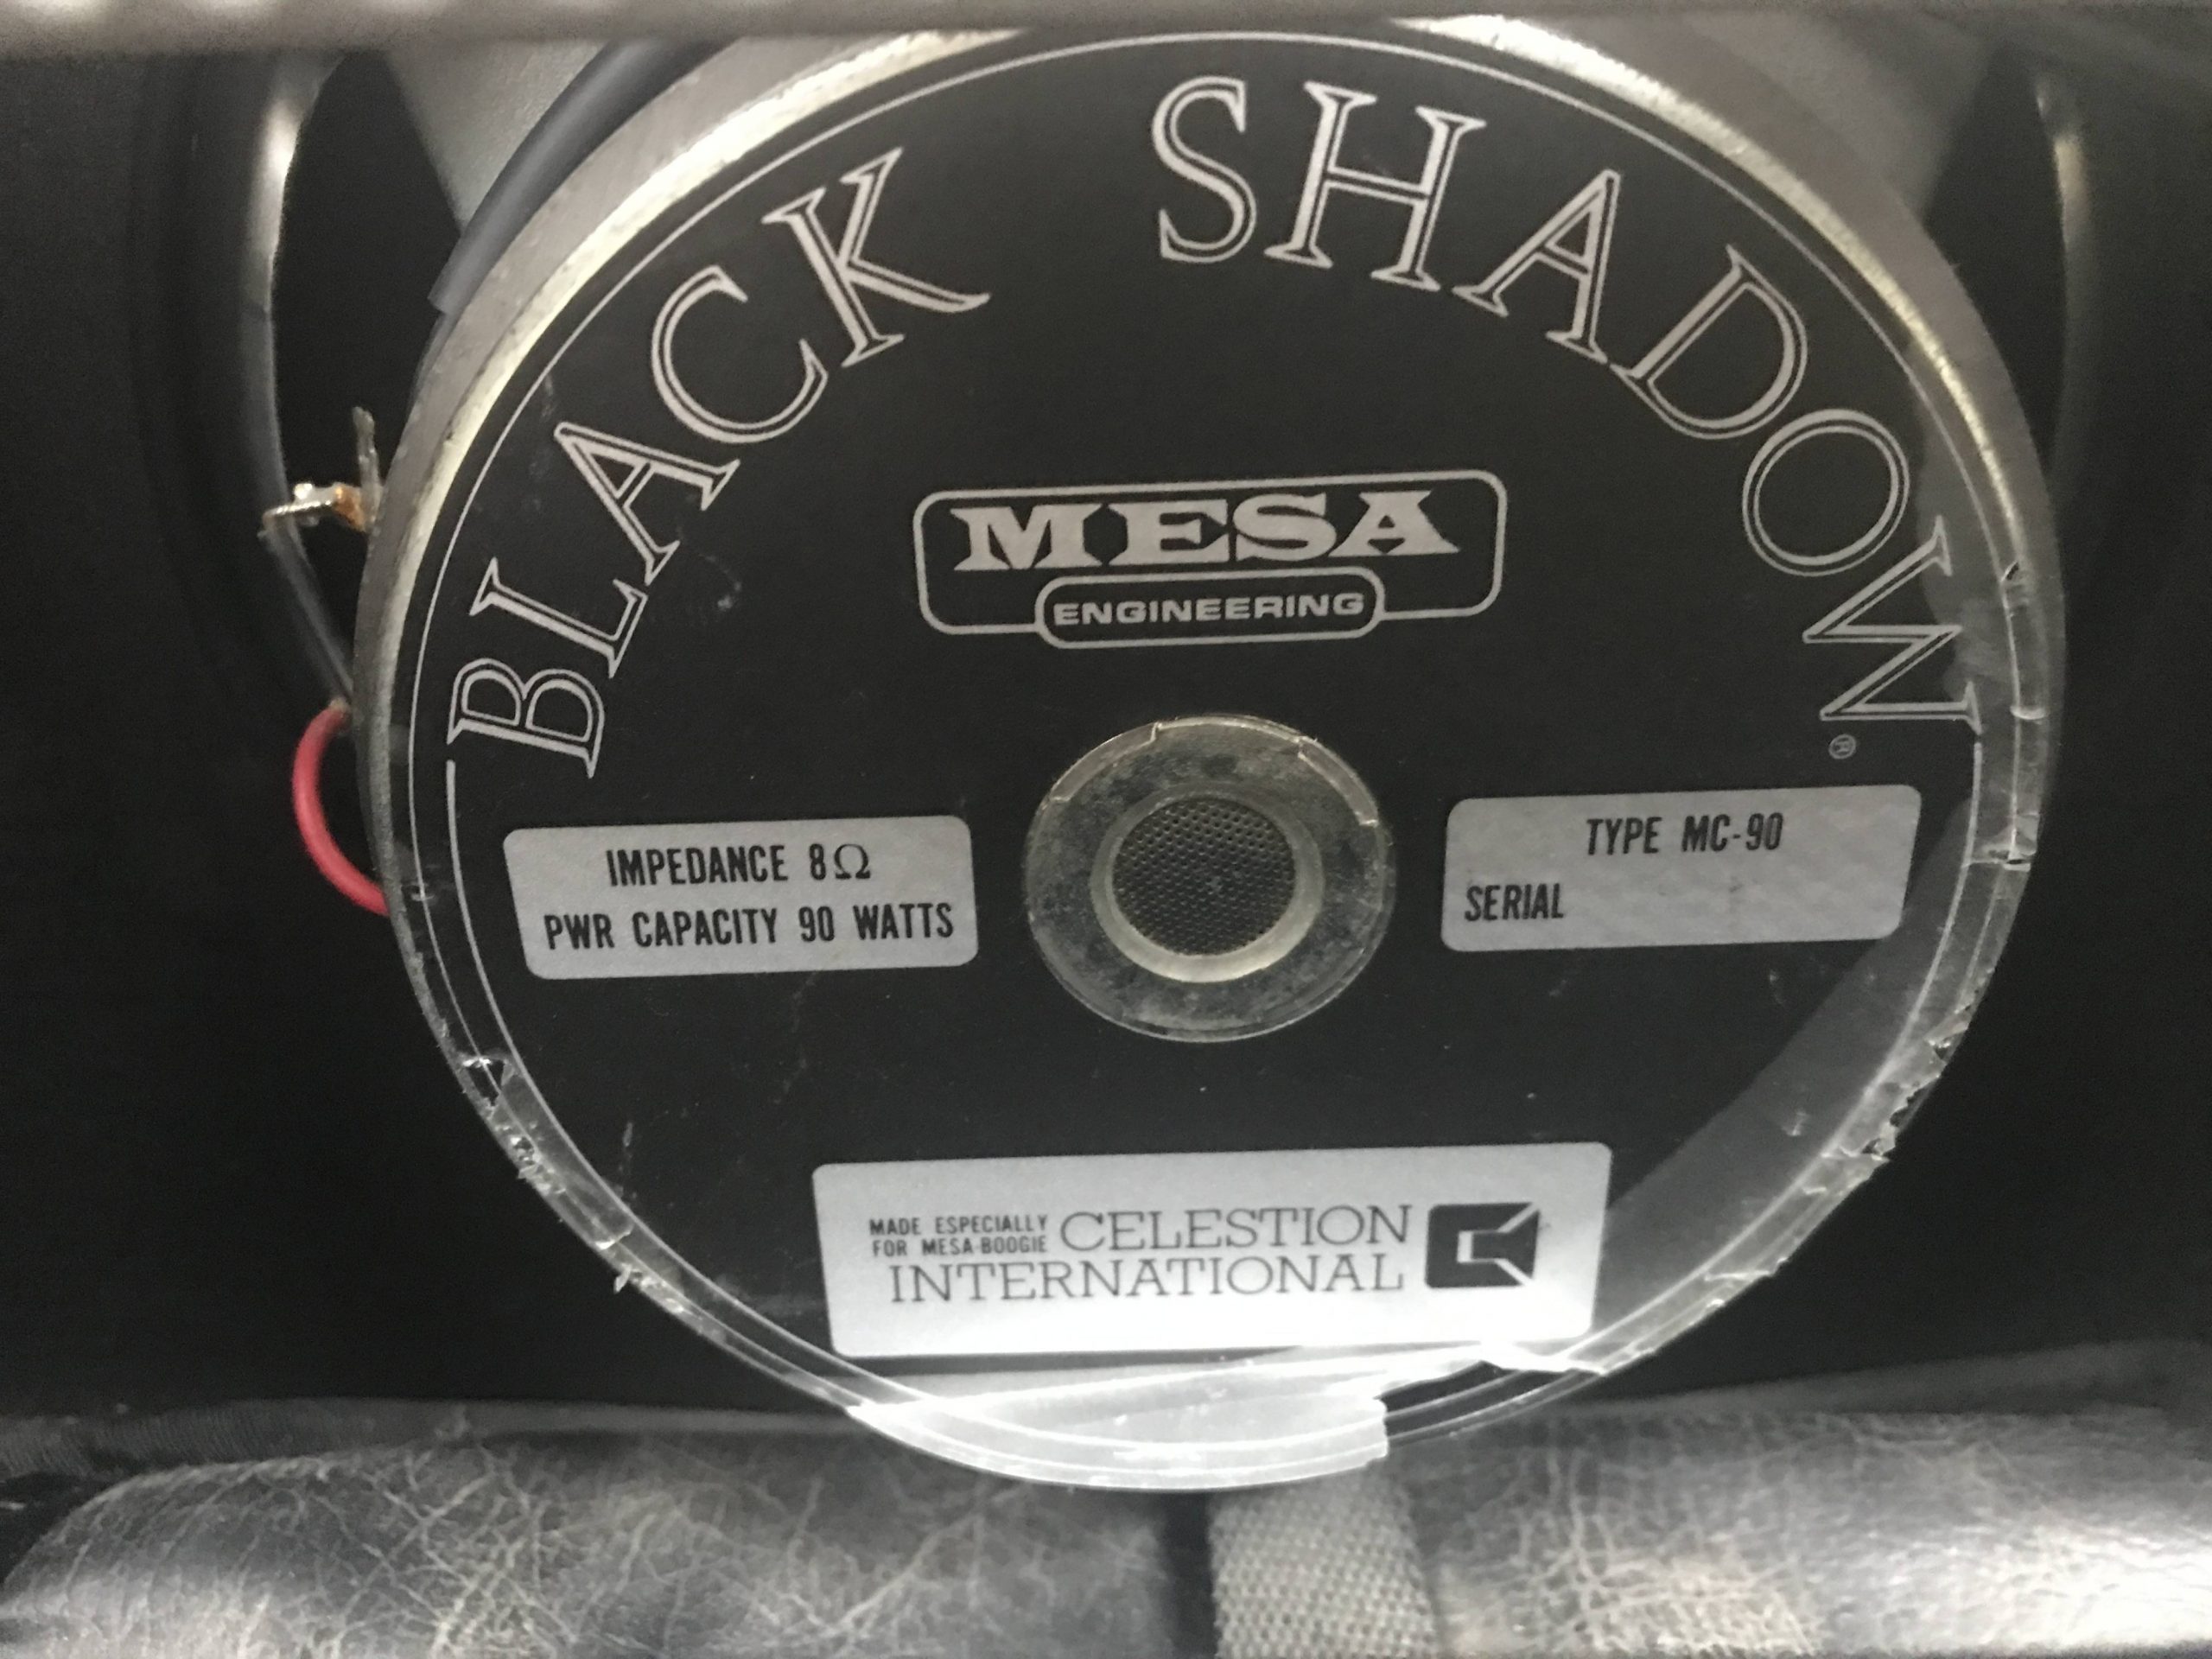 BLACK SHADOW
®
MESA
ENGINEERING
IMPEDANCE 8Ω
PWR CAPACITY 90 WATTS
TYPE MC-90
SERIAL
MADE ESPECIALLY
FOR MESA-BOOGIE
CELESTION
INTERNATIONAL